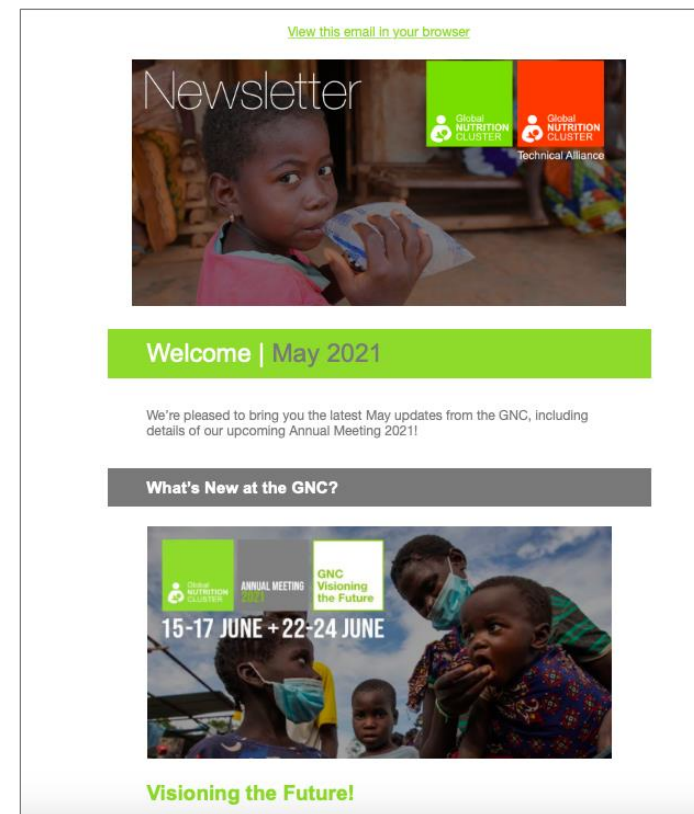 View this email in your browser
Newsletter
Global
NUTRITION
CLUSTER
Global
NUTRITION
CLUSTER
Technical Alliance
Welcome | May 2021
We're pleased to bring you the latest May updates from the GNC, including
details of our upcoming Annual Meeting 2021!
What's New at the GNC?
Global
NUTRITION
CLUSTER
ANNUAL MEETING
2021
GNC
Visioning
the Future
15-17 JUNE + 22-24 JUNE
Visioning the Future!